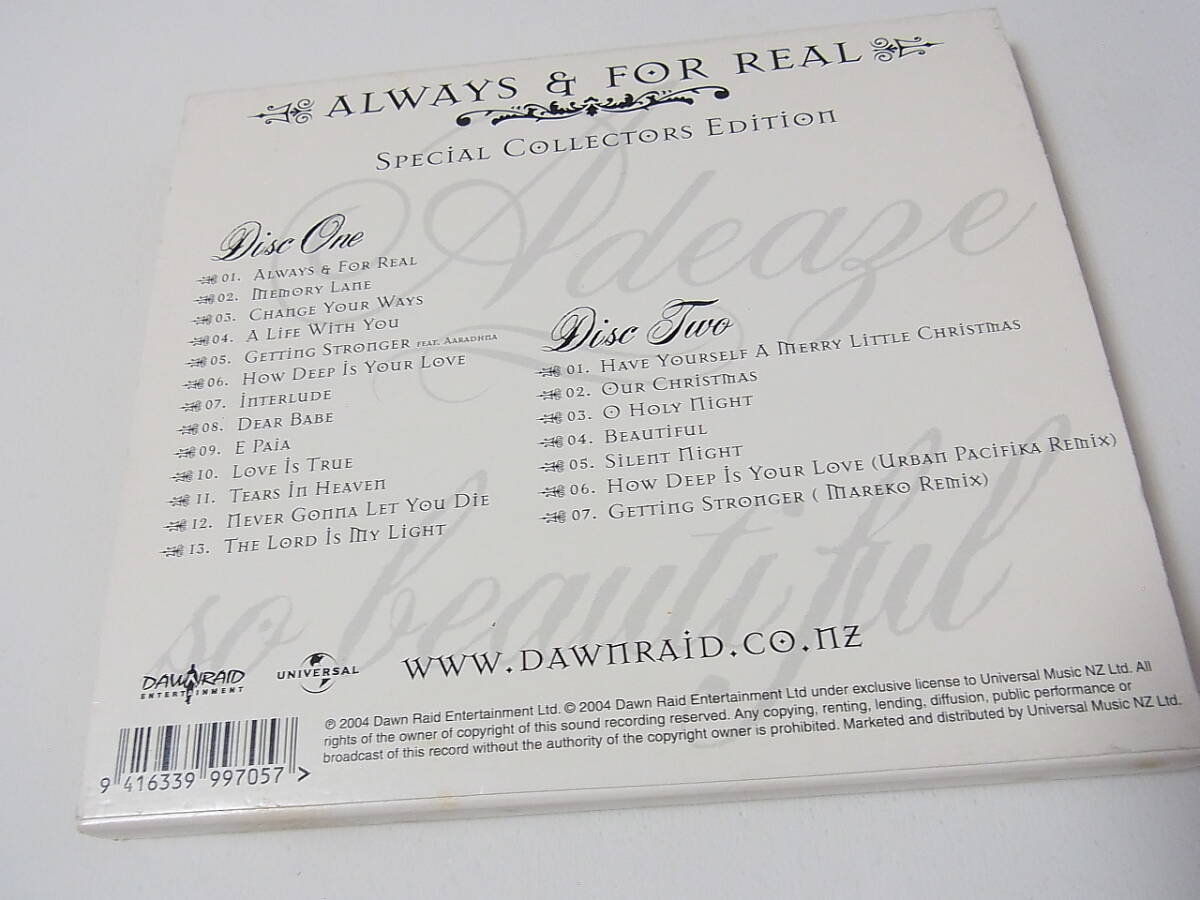 ALWAYS & FOR REAL
SPECIAL COLLECTORS EDITION
Adeaze
Disc One
01. ALWAYS & FOR REAL
02. MEMORY LANE
03. CHANGE YOUR WAYS
04. A LIFE WITH YOU
05. GETTING STRONGER FEAT. AARADHNA
06. HOW DEEP IS YOUR LOVE
07. INTERLUDE
08. DEAR BABE
09. E PAIA
10. LOVE IS TRUE
11. TEARS IN HEAVEN
12. NEVER GONNA LET YOU DIE
13. THE LORD IS MY LIGHT
Disc Two
01. HAVE YOURSELF A MERRY LITTLE CHRISTMAS
02. OUR CHRISTMAS
03. O HOLY NIGHT
04. BEAUTIFUL
05. SILENT NIGHT
06. HOW DEEP IS YOUR LOVE (URBAN PACIFIKA REMIX)
07. GETTING STRONGER ( MAREKO REMIX)
so beautiful
DAWNRAID
ENTERTAINMENT
UNIVERSAL
WWW.DAWNRAID.CO.NZ
℗ 2004 Dawn Raid Entertainment Ltd. © 2004 Dawn Raid Entertainment Ltd under exclusive license to Universal Music NZ Ltd. All
rights of the owner of copyright of this sound recording reserved. Any copying, renting, lending, diffusion, public performance or
broadcast of this record without the authority of the copyright owner is prohibited. Marketed and distributed by Universal Music NZ Ltd.
9 416339 997057 >